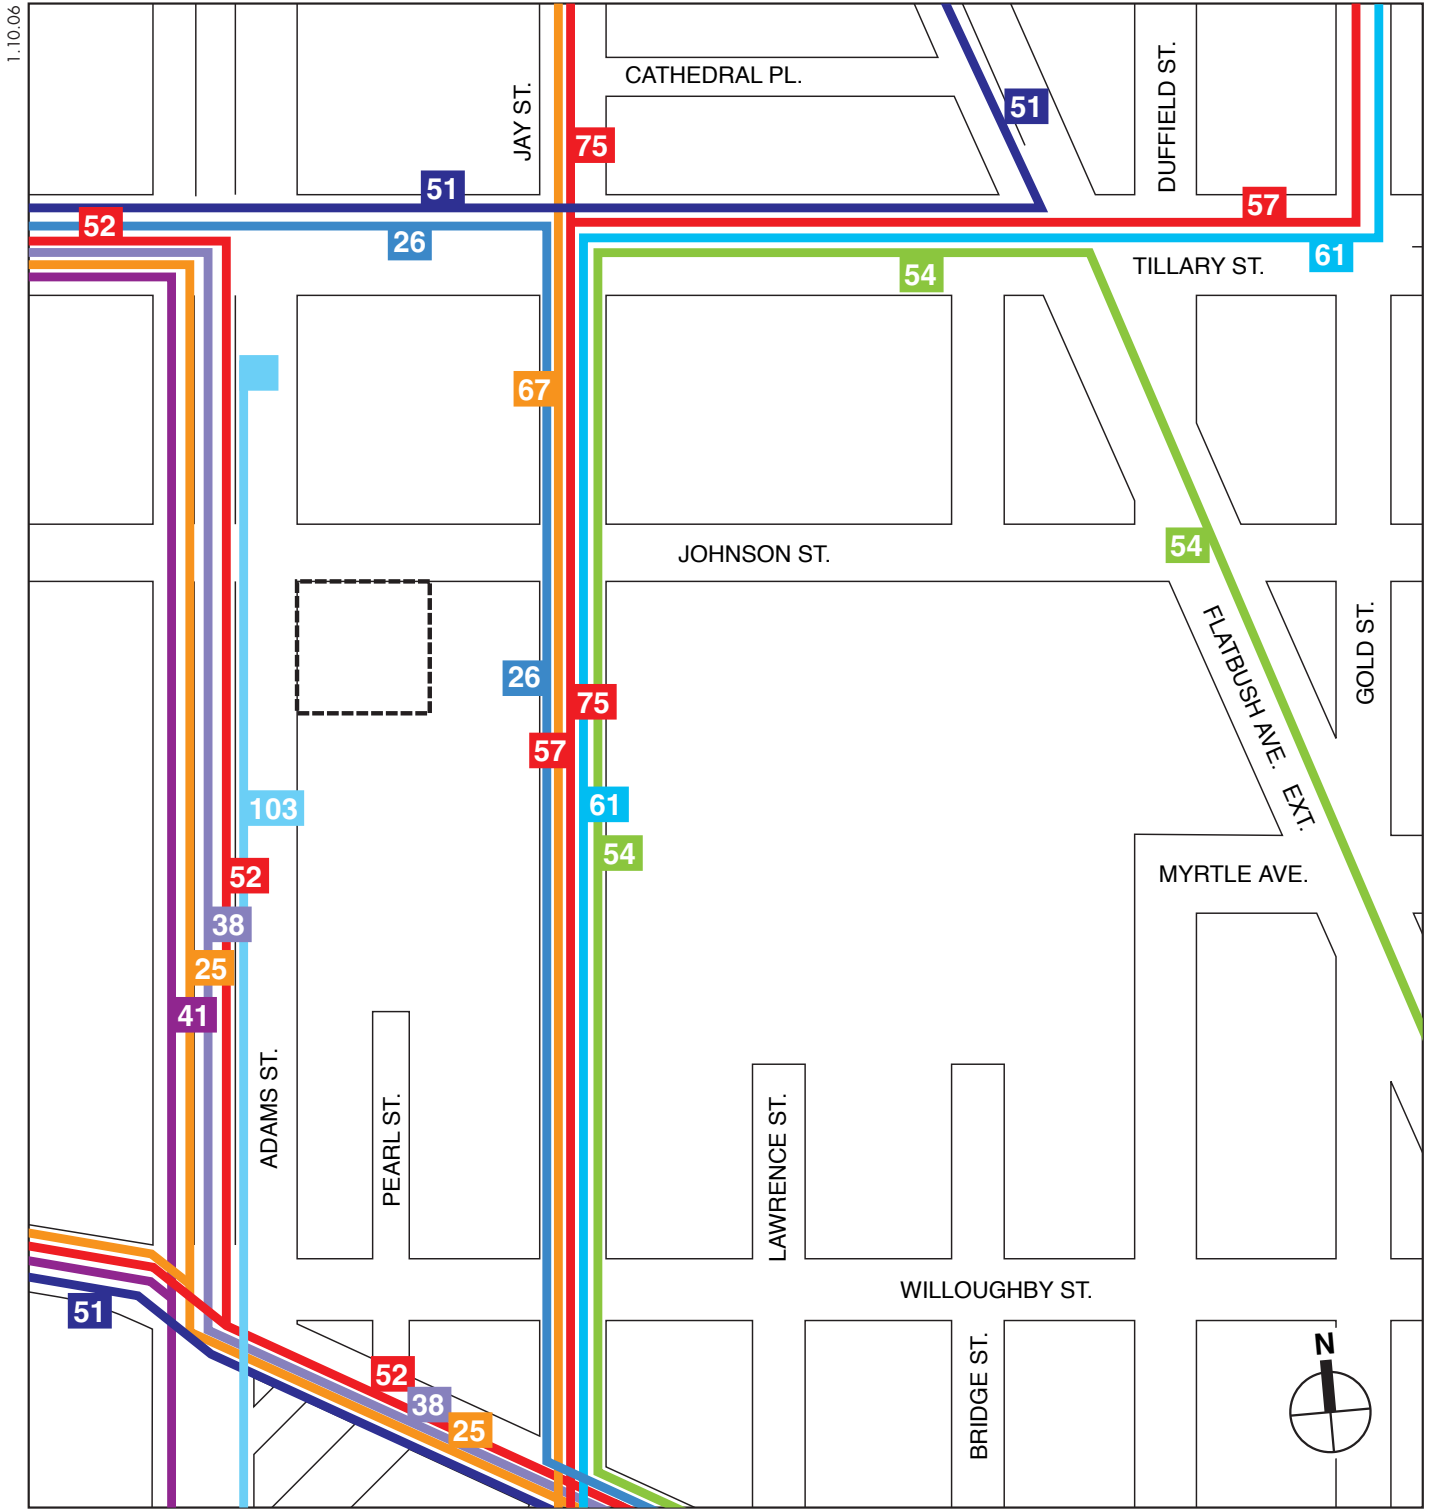 1.10.06
CATHEDRAL PL.
JAY ST.
DUFFIELD ST.
51
75
51
57
52
26
61
TILLARY ST.
54
67
JOHNSON ST.
54
FLATBUSH AVE. EXT.
GOLD ST.
26
75
57
103
61
54
52
MYRTLE AVE.
38
25
41
ADAMS ST.
PEARL ST.
LAWRENCE ST.
WILLOUGHBY ST.
51
BRIDGE ST.
N
52
38
25